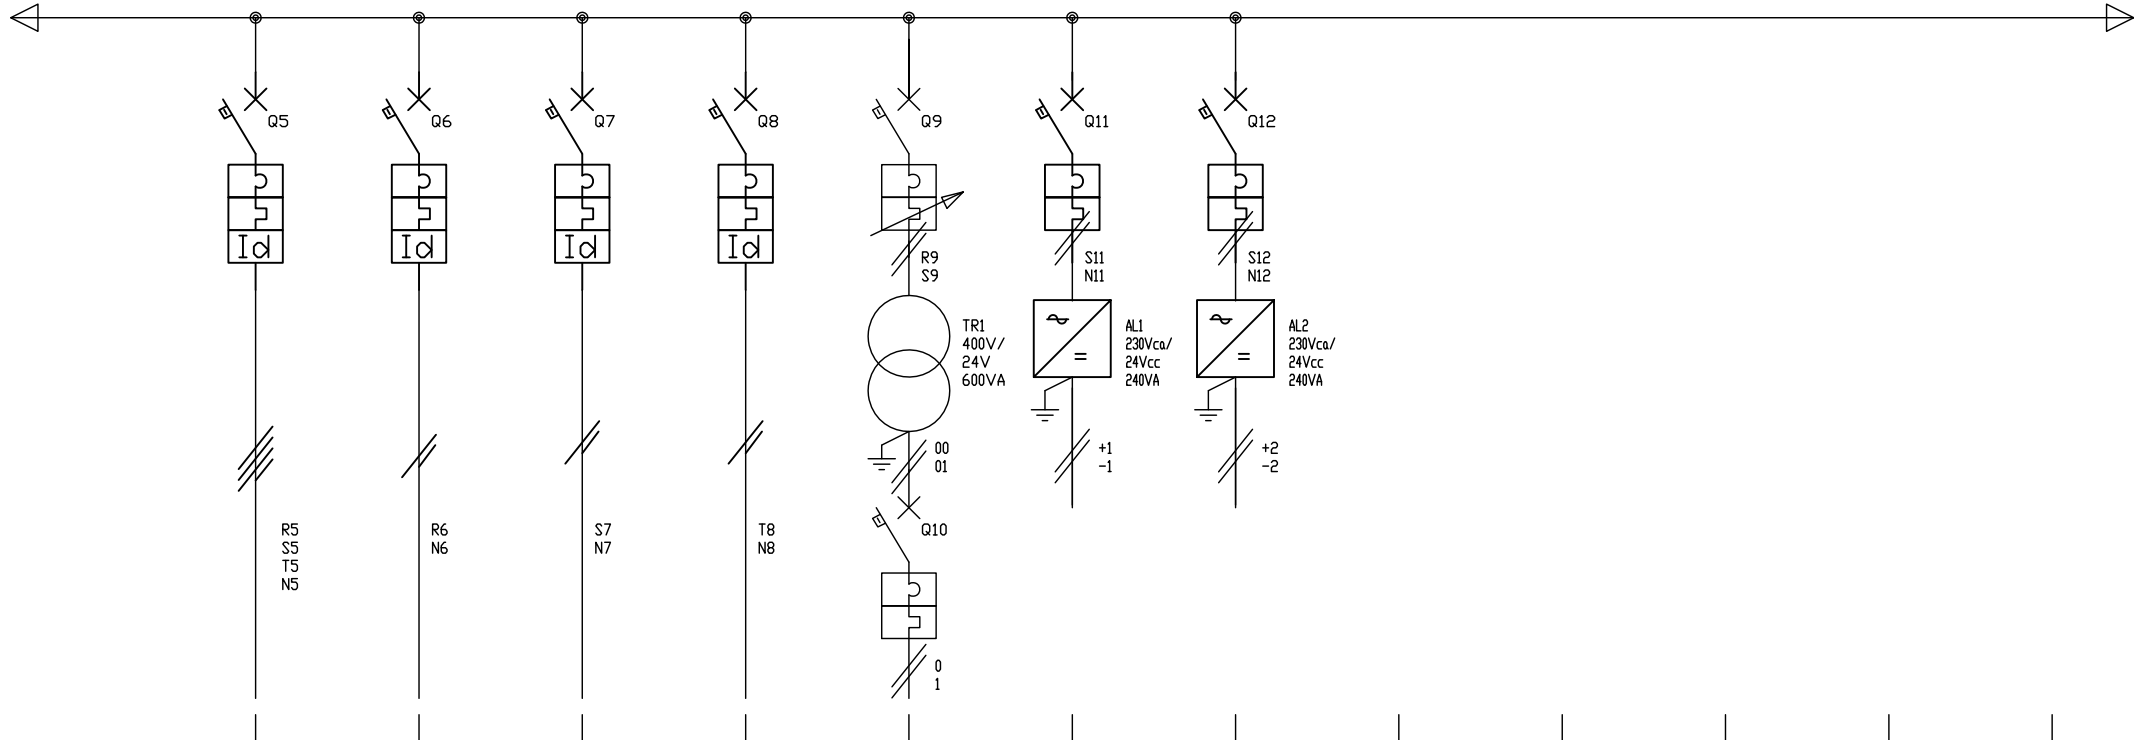 Q5
Q6
Q7
Q8
Q9
Q11
Q12
Id
Id
Id
Id
R9
S9
S11
N11
S12
N12
TR1
400V/
24V
600VA
AL1
230Vca/
24Vcc
240VA
AL2
230Vca/
24Vcc
240VA
00
01
+1
-1
+2
-2
R5
S5
T5
N5
R6
N6
S7
N7
T8
N8
Q10
0
1